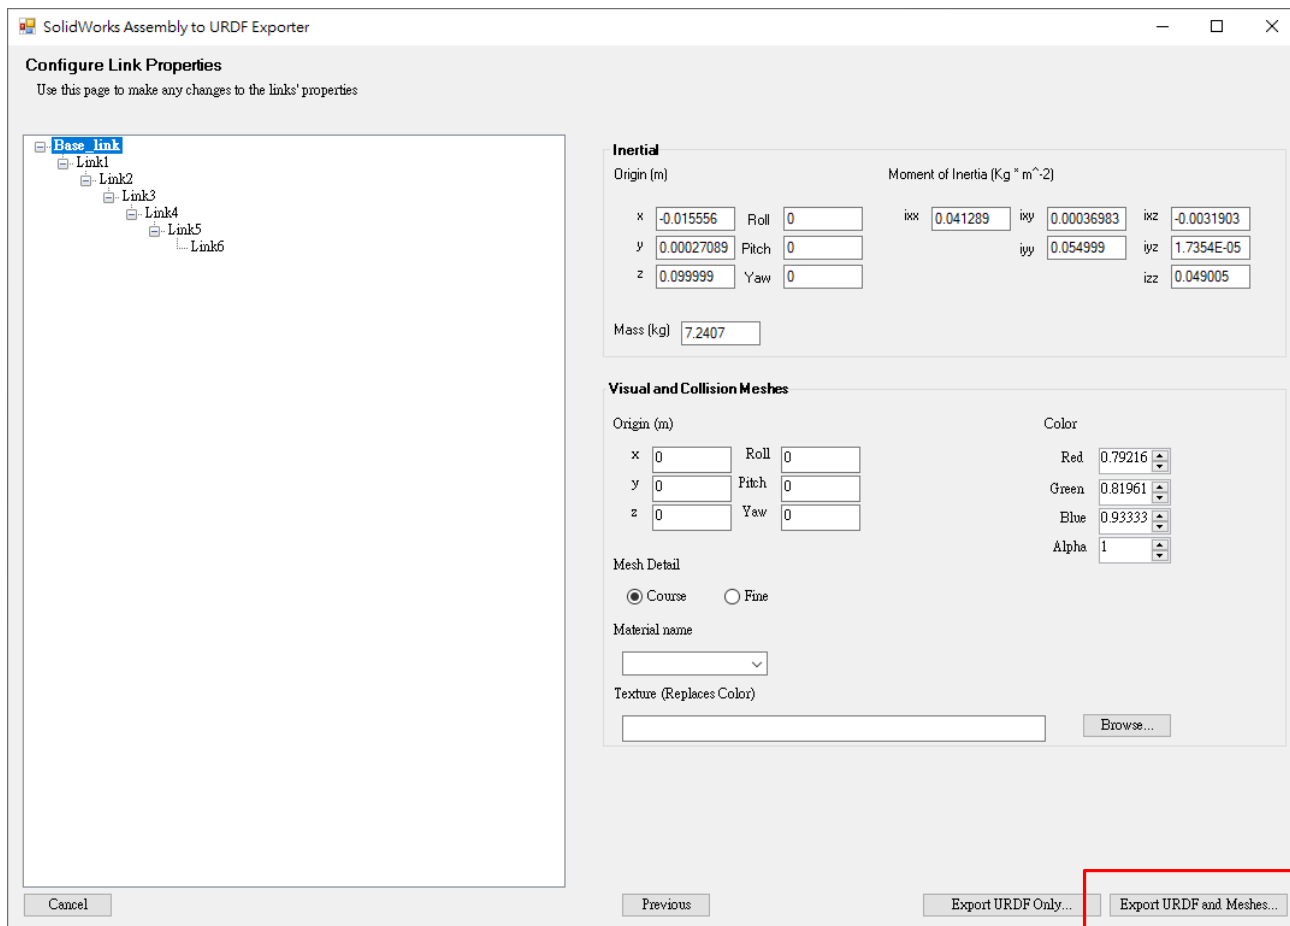 SolidWorks Assembly to URDF Exporter
Configure Link Properties
Use this page to make any changes to the links' properties
Base_link
Link1
Link2
Link3
Link4
Link5
Link6
Inertial
Origin (m) Moment of Inertia (Kg * m^-2)
x -0.015556 Roll 0 ixx 0.041289 ixy 0.00036983 ixz -0.0031903
y 0.00027089 Pitch 0 iyy 0.054999 iyz 1.7354E-05
z 0.099999 Yaw 0 izz 0.049005
Mass (kg) 7.2407
Visual and Collision Meshes
Origin (m) Color
x 0 Roll 0 Red 0.79216
y 0 Pitch 0 Green 0.81961
z 0 Yaw 0 Blue 0.93333
Alpha 1
Mesh Detail
Course Fine
Material name
Texture (Replaces Color)
Browse...
Cancel Previous Export URDF Only... Export URDF and Meshes...